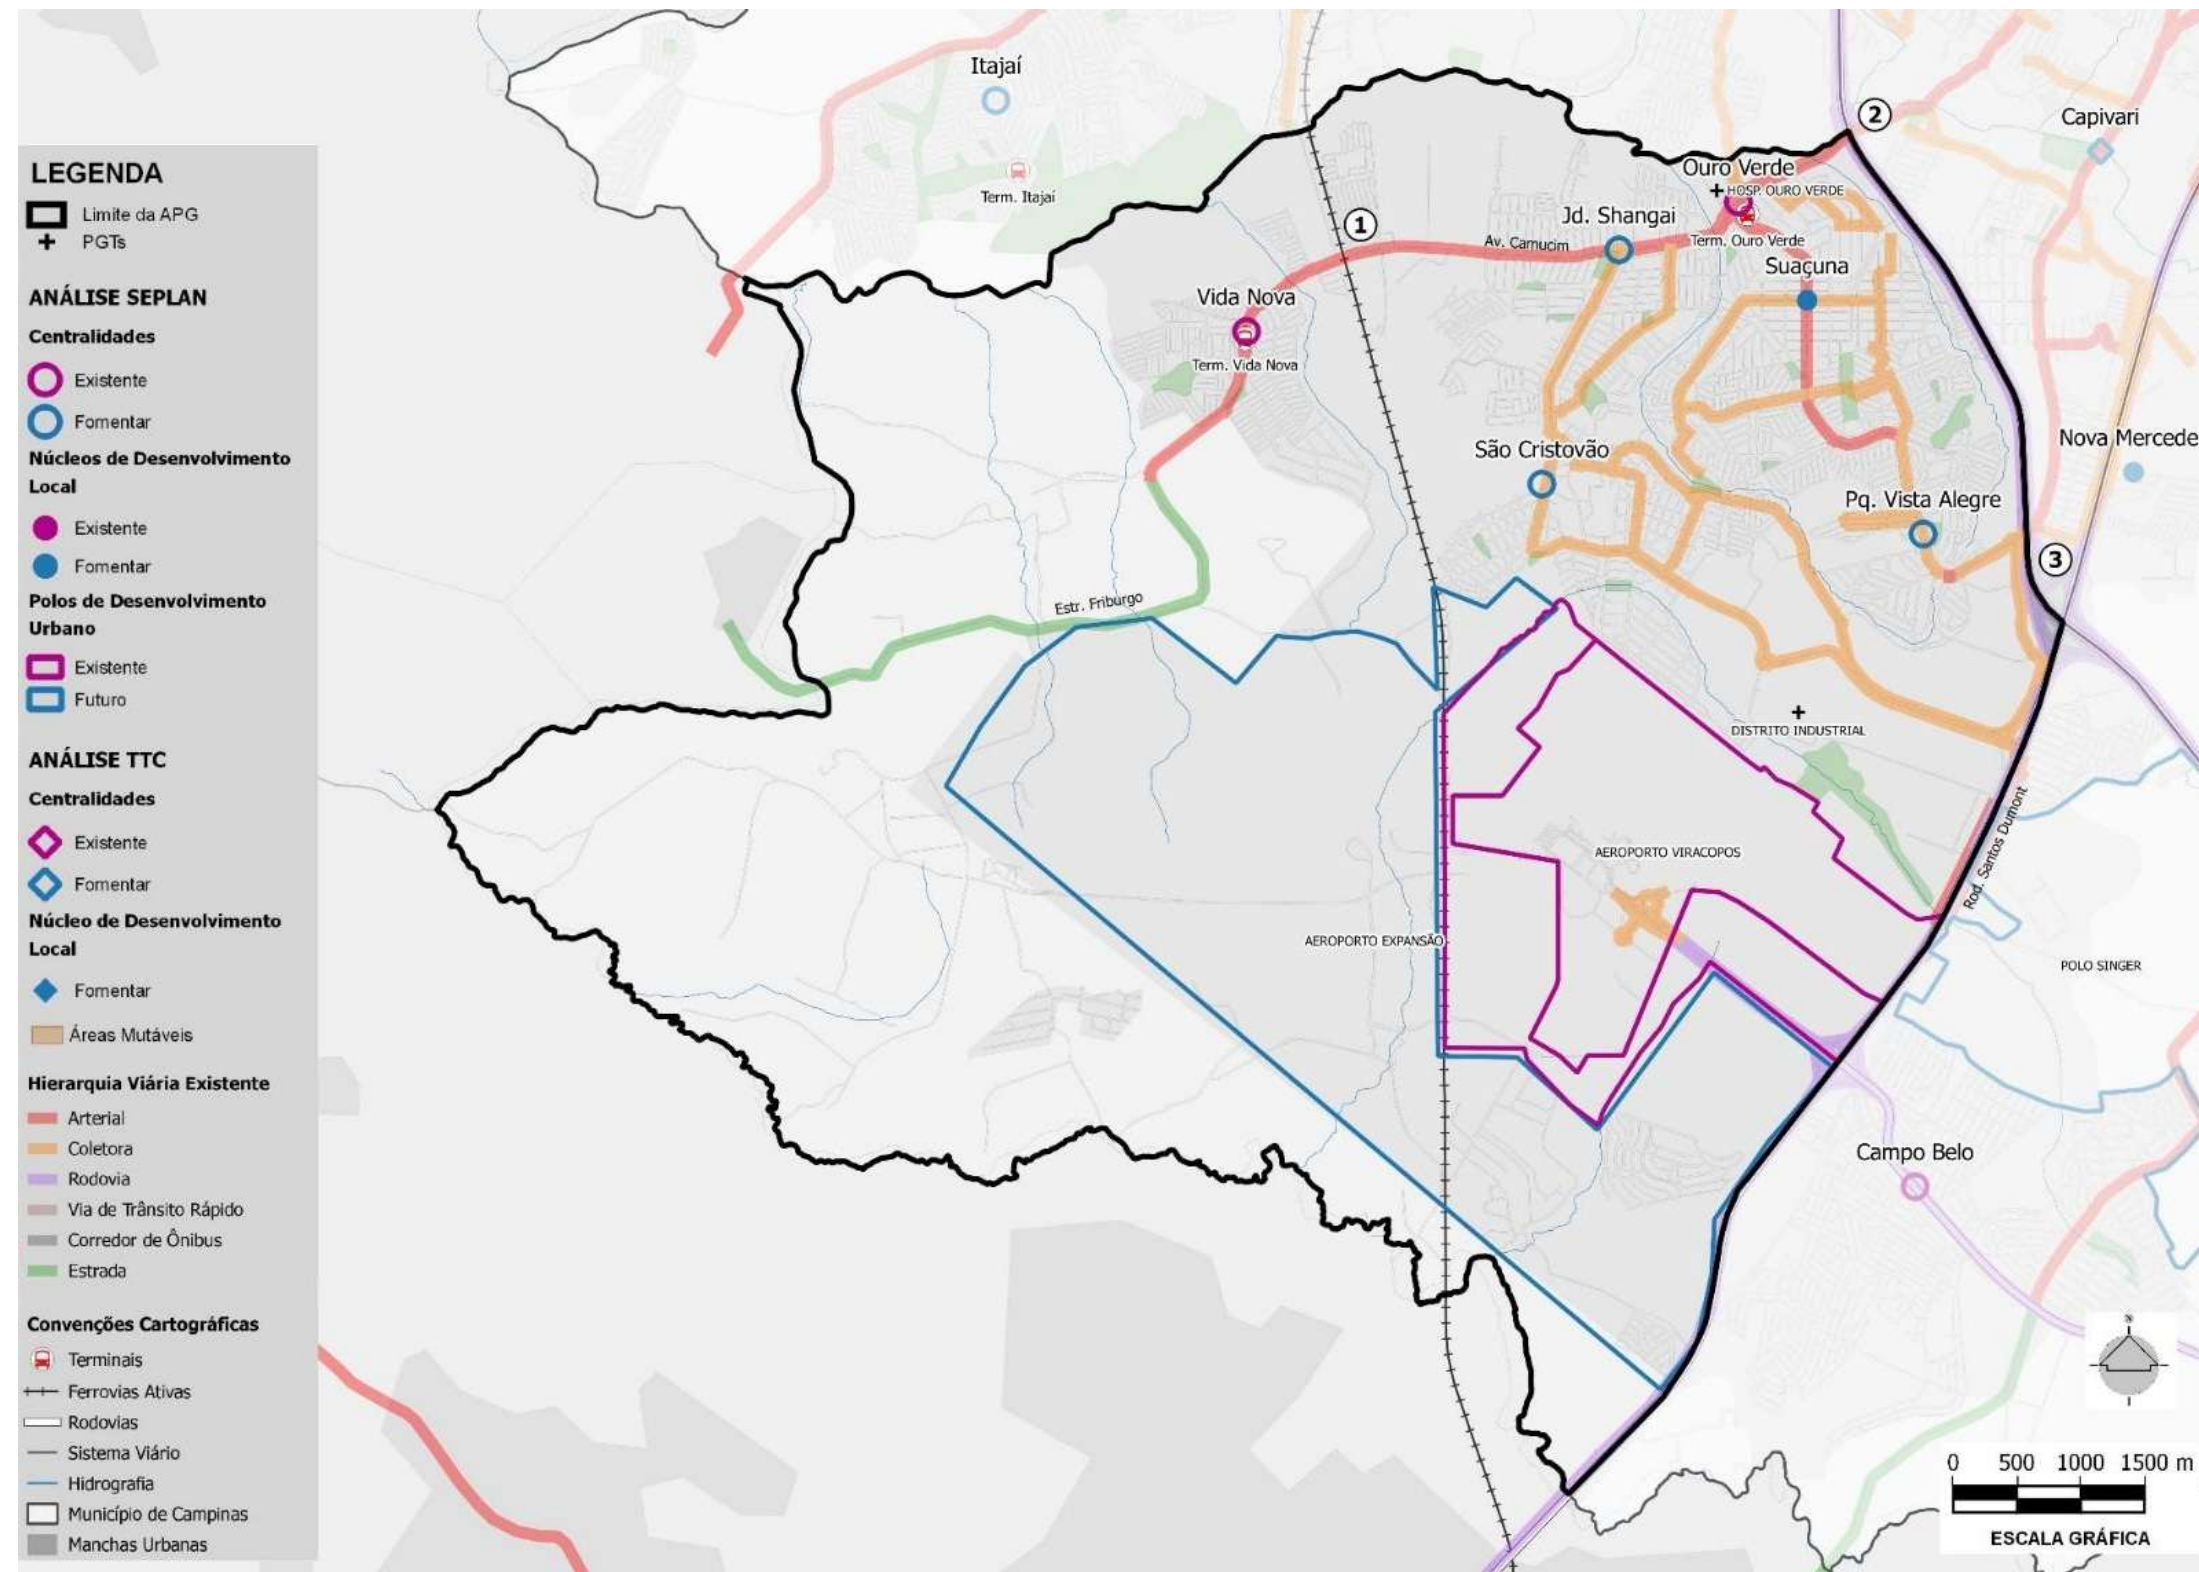 LEGENDA
Limite da APG
PGTs
ANÁLISE SEPLAN
Centralidades
Existente
Fomentar
Núcleos de Desenvolvimento
Local
Existente
Fomentar
Polos de Desenvolvimento
Urbano
Existente
Futuro
ANÁLISE TTC
Centralidades
Existente
Fomentar
Núcleo de Desenvolvimento
Local
Fomentar
Áreas Mutáveis
Hierarquia Viária Existente
Arterial
Coletora
Rodovia
Via de Trânsito Rápido
Corredor de Ônibus
Estrada
Convenções Cartográficas
Terminais
Ferrovias Ativas
Rodovias
Sistema Viário
Hidrografia
Município de Campinas
Manchas Urbanas
Itajaí
Term. Itajaí
2
Capivari
Ouro Verde
HOSP. OURO VERDE
1
Jd. Shangai
Av. Camucim
Term. Ouro Verde
Suaçuna
Vida Nova
Term. Vida Nova
Nova Mercede
São Cristovão
Pq. Vista Alegre
3
Estr. Friburgo
DISTRITO INDUSTRIAL
Rod. Santos Dumont
AEROPORTO VIRACOPOS
AEROPORTO EXPANSÃO
POLO SINGER
Campo Belo
N
0 500 1000 1500 m
ESCALA GRÁFICA